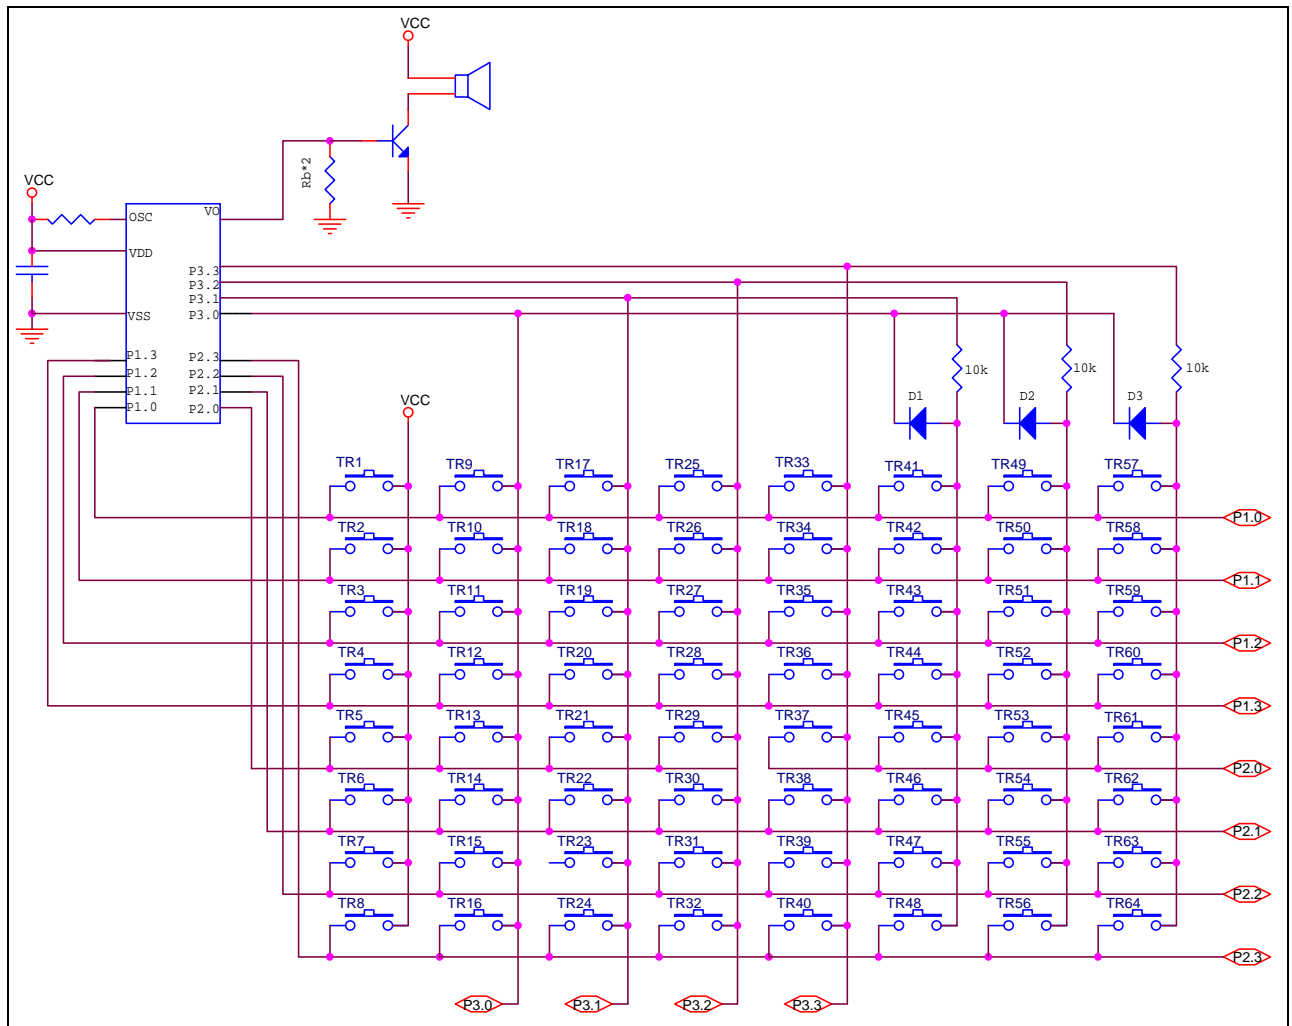 VCC
Rb*2
VCC
OSC VO
VDD
P3.3
P3.2
P3.1
VSS P3.0
P1.3 P2.3
P1.2 P2.2
P1.1 P2.1
P1.0 P2.0
10k 10k 10k
D1 D2 D3
VCC
TR1 TR9 TR17 TR25 TR33 TR41 TR49 TR57
P1.0
TR2 TR10 TR18 TR26 TR34 TR42 TR50 TR58
P1.1
TR3 TR11 TR19 TR27 TR35 TR43 TR51 TR59
P1.2
TR4 TR12 TR20 TR28 TR36 TR44 TR52 TR60
P1.3
TR5 TR13 TR21 TR29 TR37 TR45 TR53 TR61
P2.0
TR6 TR14 TR22 TR30 TR38 TR46 TR54 TR62
P2.1
TR7 TR15 TR23 TR31 TR39 TR47 TR55 TR63
P2.2
TR8 TR16 TR24 TR32 TR40 TR48 TR56 TR64
P2.3
P3.0 P3.1 P3.2 P3.3